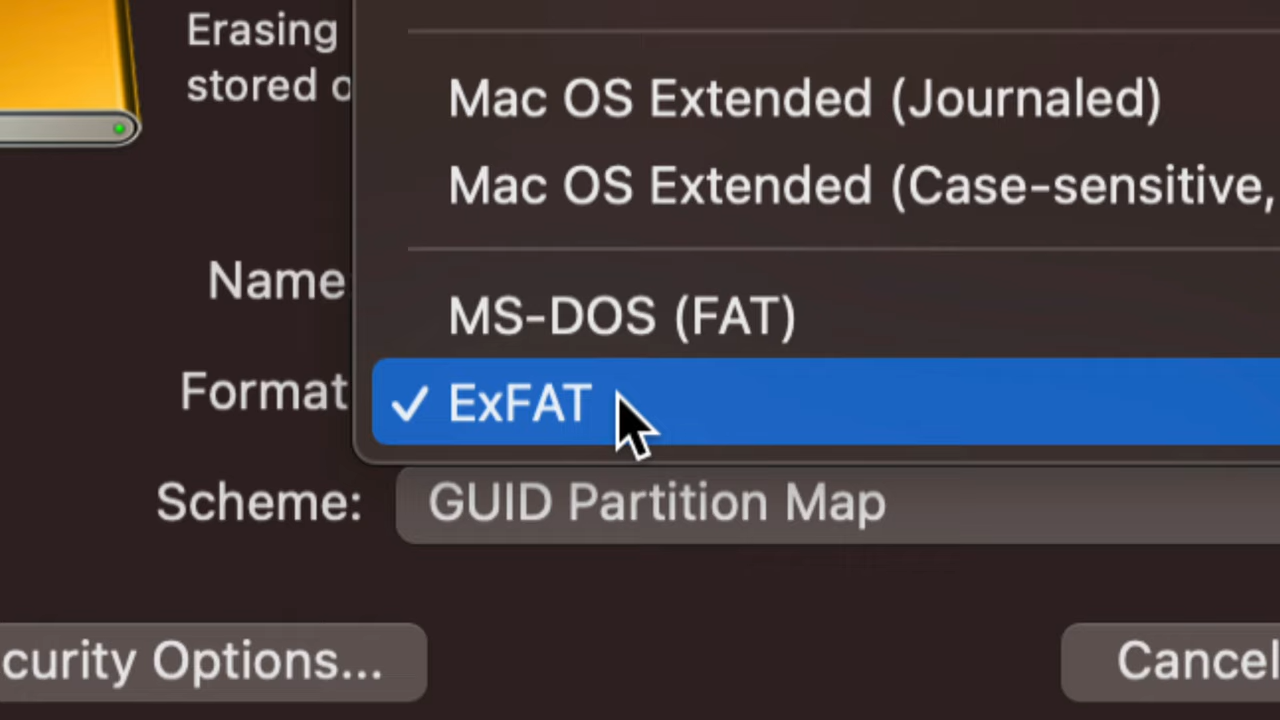 Erasing
stored
Mac OS Extended (Journaled)
Mac OS Extended (Case-sensitive,
Name
MS-DOS (FAT)
Format
✓ ExFAT
Scheme: GUID Partition Map
curity Options...
Cancel